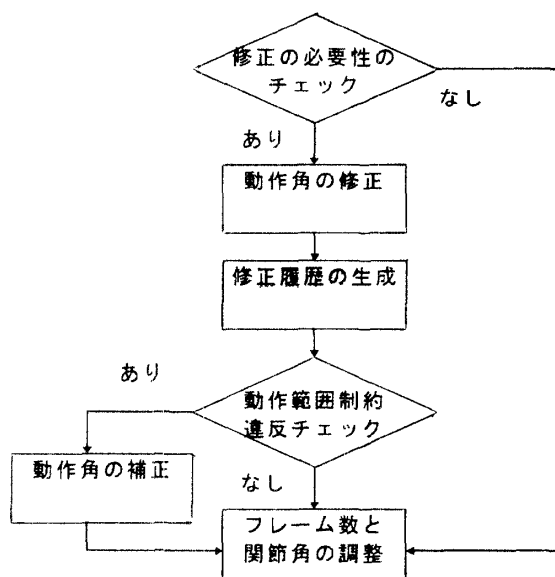 修正の必要性の
チェック
なし
あり
動作角の修正
修正履歴の生成
あり
動作範囲制約
違反チェック
動作角の補正
なし
フレーム数と
関節角の調整